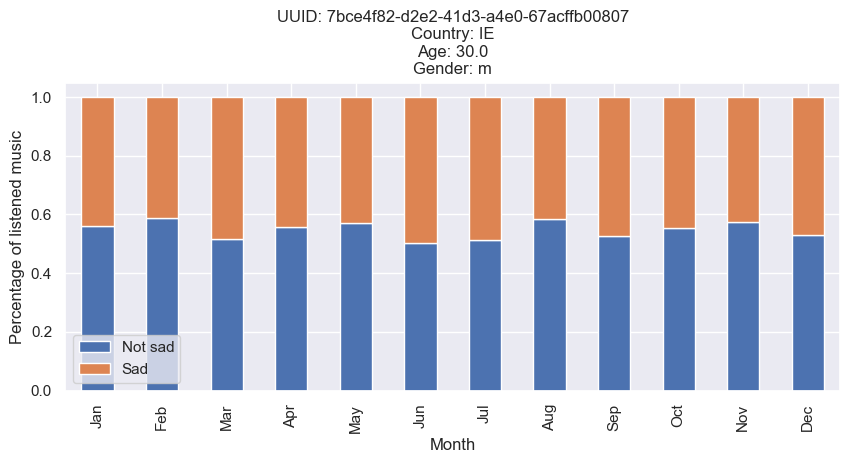 UUID: 7bce4f82-d2e2-41d3-a4e0-67acffb00807
Country: IE
Age: 30.0
Gender: m
Percentage of listened music
1.0
0.8
0.6
0.4
0.2
0.0
Not sad
Sad
Jan
Feb
Mar
Apr
May
Jun
Jul
Aug
Sep
Oct
Nov
Dec
Month